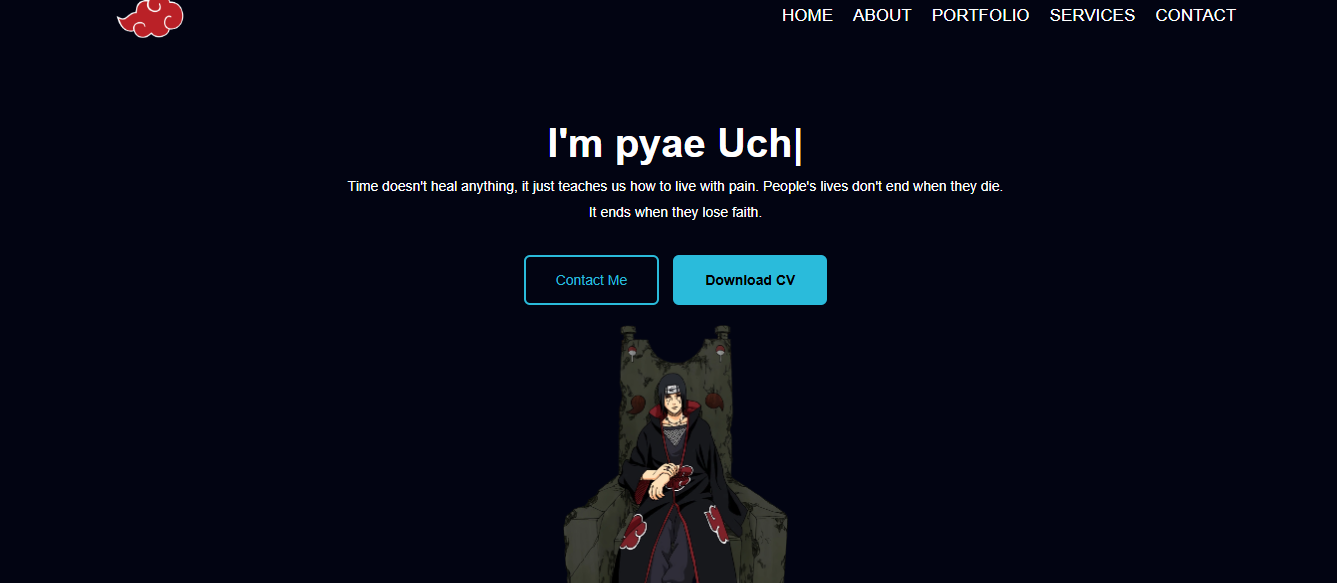 HOME ABOUT PORTFOLIO SERVICES CONTACT
I'm pyae Uch|
Time doesn't heal anything, it just teaches us how to live with pain. People's lives don't end when they die.
It ends when they lose faith.
Contact Me Download CV